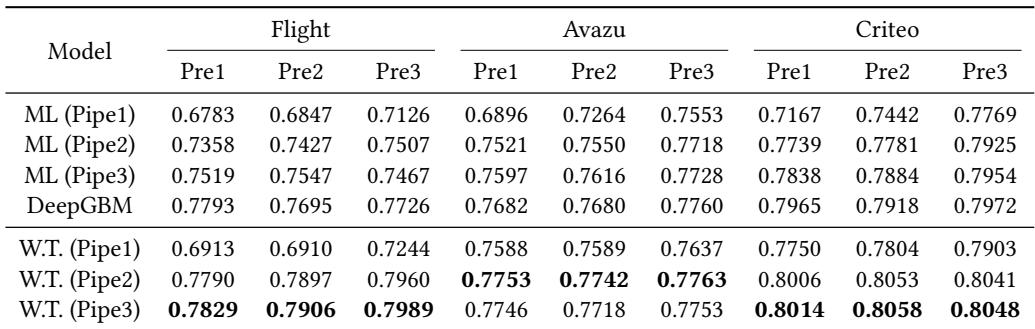 Model Flight Avazu Criteo
Pre1 Pre2 Pre3 Pre1 Pre2 Pre3 Pre1 Pre2 Pre3
ML (Pipe1) 0.6783 0.6847 0.7126 0.6896 0.7264 0.7553 0.7167 0.7442 0.7769
ML (Pipe2) 0.7358 0.7427 0.7507 0.7521 0.7550 0.7718 0.7739 0.7781 0.7925
ML (Pipe3) 0.7519 0.7547 0.7467 0.7597 0.7616 0.7728 0.7838 0.7884 0.7954
DeepGBM 0.7793 0.7695 0.7726 0.7682 0.7680 0.7760 0.7965 0.7918 0.7972
W.T. (Pipe1) 0.6913 0.6910 0.7244 0.7588 0.7589 0.7637 0.7750 0.7804 0.7903
W.T. (Pipe2) 0.7790 0.7897 0.7960 0.7753 0.7742 0.7763 0.8006 0.8053 0.8041
W.T. (Pipe3) 0.7829 0.7906 0.7989 0.7746 0.7718 0.7753 0.8014 0.8058 0.8048